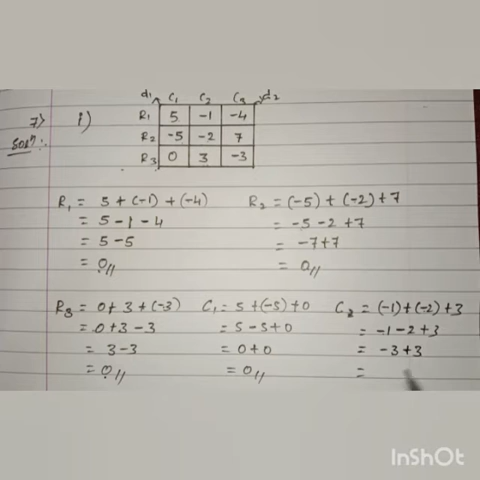 d1 C1 C2 C3 d2
7> i) R1 5 -1 -4
Solⁿ:. R2 -5 -2 7
R3 0 3 -3
R1 = 5 + (-1) + (-4) R2 = (-5) + (-2) + 7
= 5 - 1 - 4 = -5 - 2 + 7
= 5 - 5 = -7 + 7
= 0// = 0//
R3 = 0 + 3 + (-3) C1 = 5 + (-5) + 0 C2 = (-1) + (-2) + 3
= 0 + 3 - 3 = 5 - 5 + 0 = -1 - 2 + 3
= 3 - 3 = 0 + 0 = -3 + 3
= 0// = 0// =
InShOt